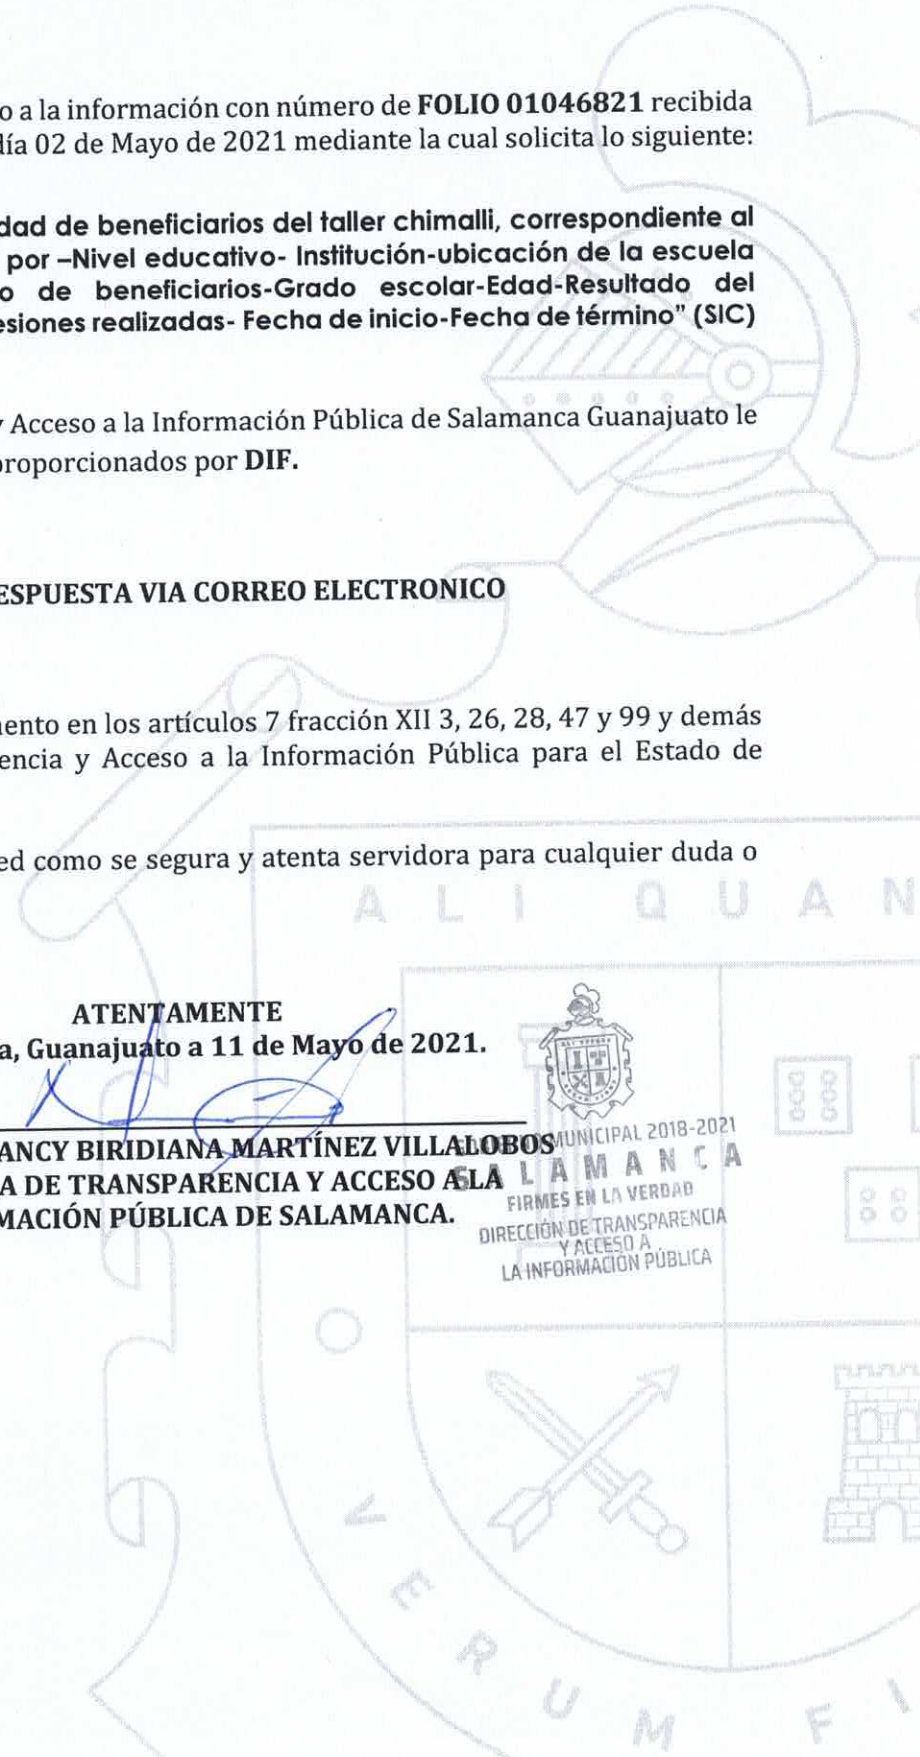 o a la información con número de FOLIO 01046821 recibida
día 02 de Mayo de 2021 mediante la cual solicita lo siguiente:
dad de beneficiarios del taller chimalli, correspondiente al
por –Nivel educativo- Institución-ubicación de la escuela
o de beneficiarios-Grado escolar-Edad-Resultado del
esiones realizadas- Fecha de inicio-Fecha de término” (SIC)
y Acceso a la Información Pública de Salamanca Guanajuato le
proporcionados por DIF.
ESPUESTA VIA CORREO ELECTRONICO
mento en los artículos 7 fracción XII 3, 26, 28, 47 y 99 y demás
encia y Acceso a la Información Pública para el Estado de
ed como se segura y atenta servidora para cualquier duda o
ALI QUAN
ATENTAMENTE
a, Guanajuato a 11 de Mayo de 2021.
ANCY BIRIDIANA MARTÍNEZ VILLALOBOS
A DE TRANSPARENCIA Y ACCESO A LA
MACIÓN PÚBLICA DE SALAMANCA.
MUNICIPAL 2018-2021
SALAMANCA
FIRMES EN LA VERDAD
DIRECCIÓN DE TRANSPARENCIA
Y ACCESO A
LA INFORMACIÓN PÚBLICA
VERUM FI